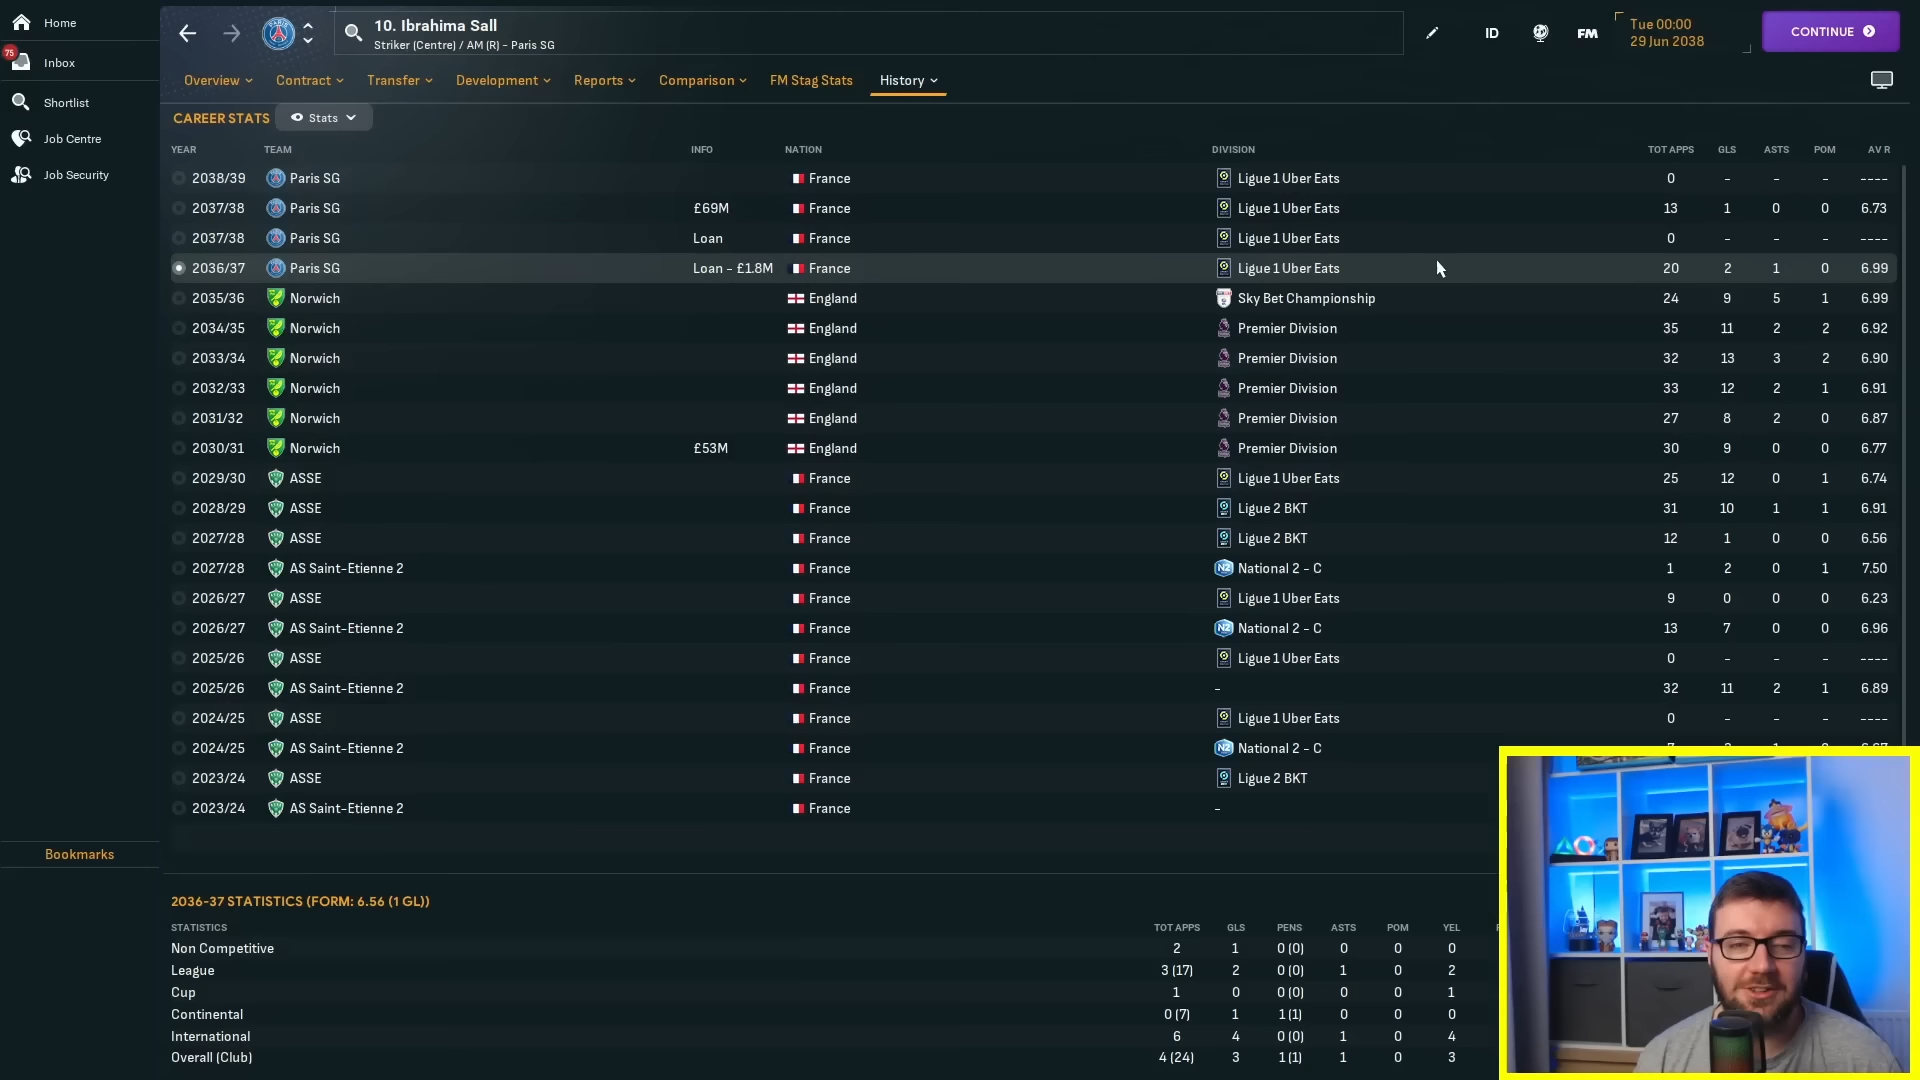 Home
75
Inbox
Shortlist
Job Centre
Job Security
Bookmarks
10. Ibrahima Sall
Striker (Centre) / AM (R) - Paris SG
ID
FM
Tue 00:00
29 Jun 2038
CONTINUE
Overview
Contract
Transfer
Development
Reports
Comparison
FM Stag Stats
History
CAREER STATS
Stats
YEAR TEAM INFO NATION DIVISION TOT APPS GLS ASTS POM AV R
2038/39 Paris SG France Ligue 1 Uber Eats 0 - - - ----
2037/38 Paris SG £69M France Ligue 1 Uber Eats 13 1 0 0 6.73
2037/38 Paris SG Loan France Ligue 1 Uber Eats 0 - - - ----
2036/37 Paris SG Loan - £1.8M France Ligue 1 Uber Eats 20 2 1 0 6.99
2035/36 Norwich England Sky Bet Championship 24 9 5 1 6.99
2034/35 Norwich England Premier Division 35 11 2 2 6.92
2033/34 Norwich England Premier Division 32 13 3 2 6.90
2032/33 Norwich England Premier Division 33 12 2 1 6.91
2031/32 Norwich England Premier Division 27 8 2 0 6.87
2030/31 Norwich £53M England Premier Division 30 9 0 0 6.77
2029/30 ASSE France Ligue 1 Uber Eats 25 12 0 1 6.74
2028/29 ASSE France Ligue 2 BKT 31 10 1 1 6.91
2027/28 ASSE France Ligue 2 BKT 12 1 0 0 6.56
2027/28 AS Saint-Etienne 2 France N2 National 2 - C 1 2 0 1 7.50
2026/27 ASSE France Ligue 1 Uber Eats 9 0 0 0 6.23
2026/27 AS Saint-Etienne 2 France N2 National 2 - C 13 7 0 0 6.96
2025/26 ASSE France Ligue 1 Uber Eats 0 - - - ----
2025/26 AS Saint-Etienne 2 France - 32 11 2 1 6.89
2024/25 ASSE France Ligue 1 Uber Eats 0 - - - ----
2024/25 AS Saint-Etienne 2 France N2 National 2 - C
2023/24 ASSE France Ligue 2 BKT
2023/24 AS Saint-Etienne 2 France -
2036-37 STATISTICS (FORM: 6.56 (1 GL))
STATISTICS TOT APPS GLS PENS ASTS POM YEL
Non Competitive 2 1 0 (0) 0 0 0
League 3 (17) 2 0 (0) 1 0 2
Cup 1 0 0 (0) 0 0 1
Continental 0 (7) 1 1 (1) 0 0 0
International 6 4 0 (0) 1 0 4
Overall (Club) 4 (24) 3 1 (1) 1 0 3